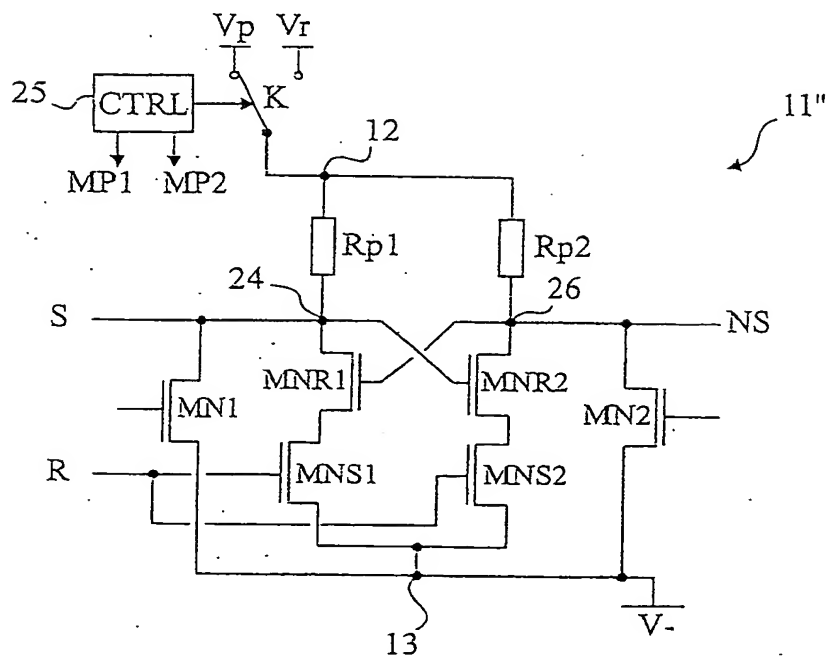 Vp Vr
25 CTRL K 11"
MP1 MP2 12
Rp1 Rp2
24 26
S NS
MNR1 MNR2
MN1 MN2
R MNS1 MNS2
13 V-